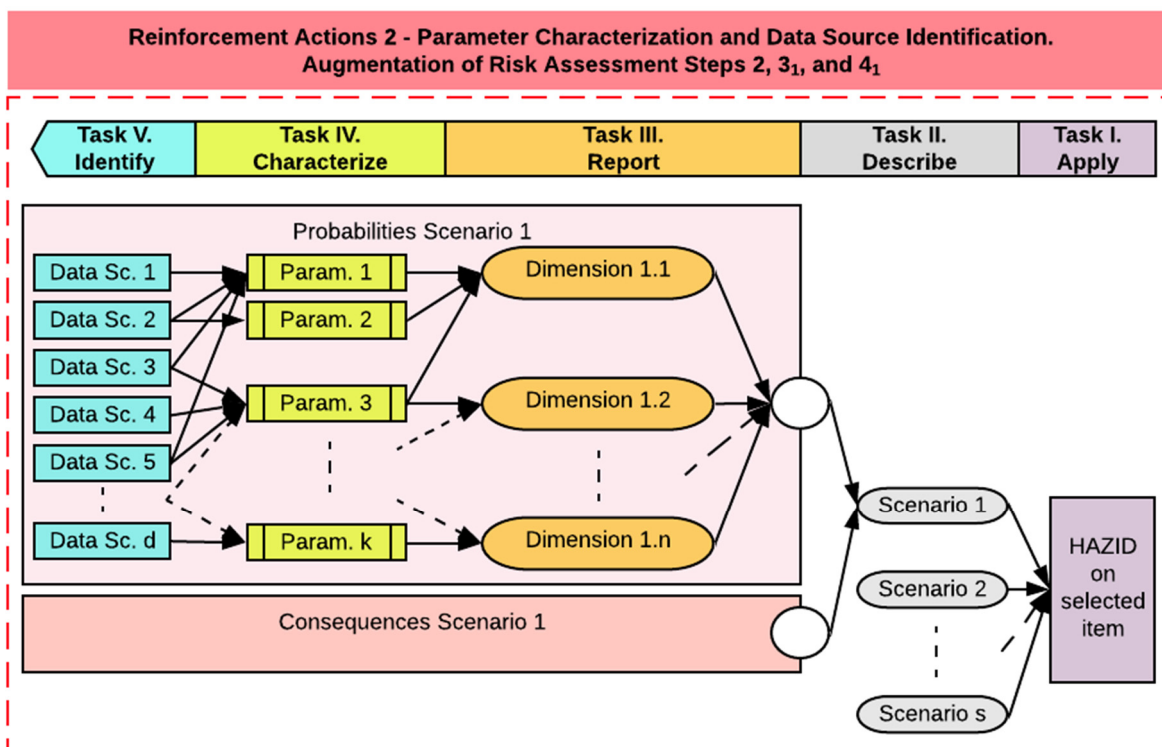 Reinforcement Actions 2 - Parameter Characterization and Data Source Identification.
Augmentation of Risk Assessment Steps 2, 3₁, and 4₁
Task V.
Identify
Task IV.
Characterize
Task III.
Report
Task II.
Describe
Task I.
Apply
Probabilities Scenario 1
Data Sc. 1
Param. 1
Dimension 1.1
Data Sc. 2
Param. 2
Data Sc. 3
Param. 3
Dimension 1.2
Data Sc. 4
Data Sc. 5
Data Sc. d
Param. k
Dimension 1.n
Consequences Scenario 1
Scenario 1
Scenario 2
Scenario s
HAZID
on
selected
item